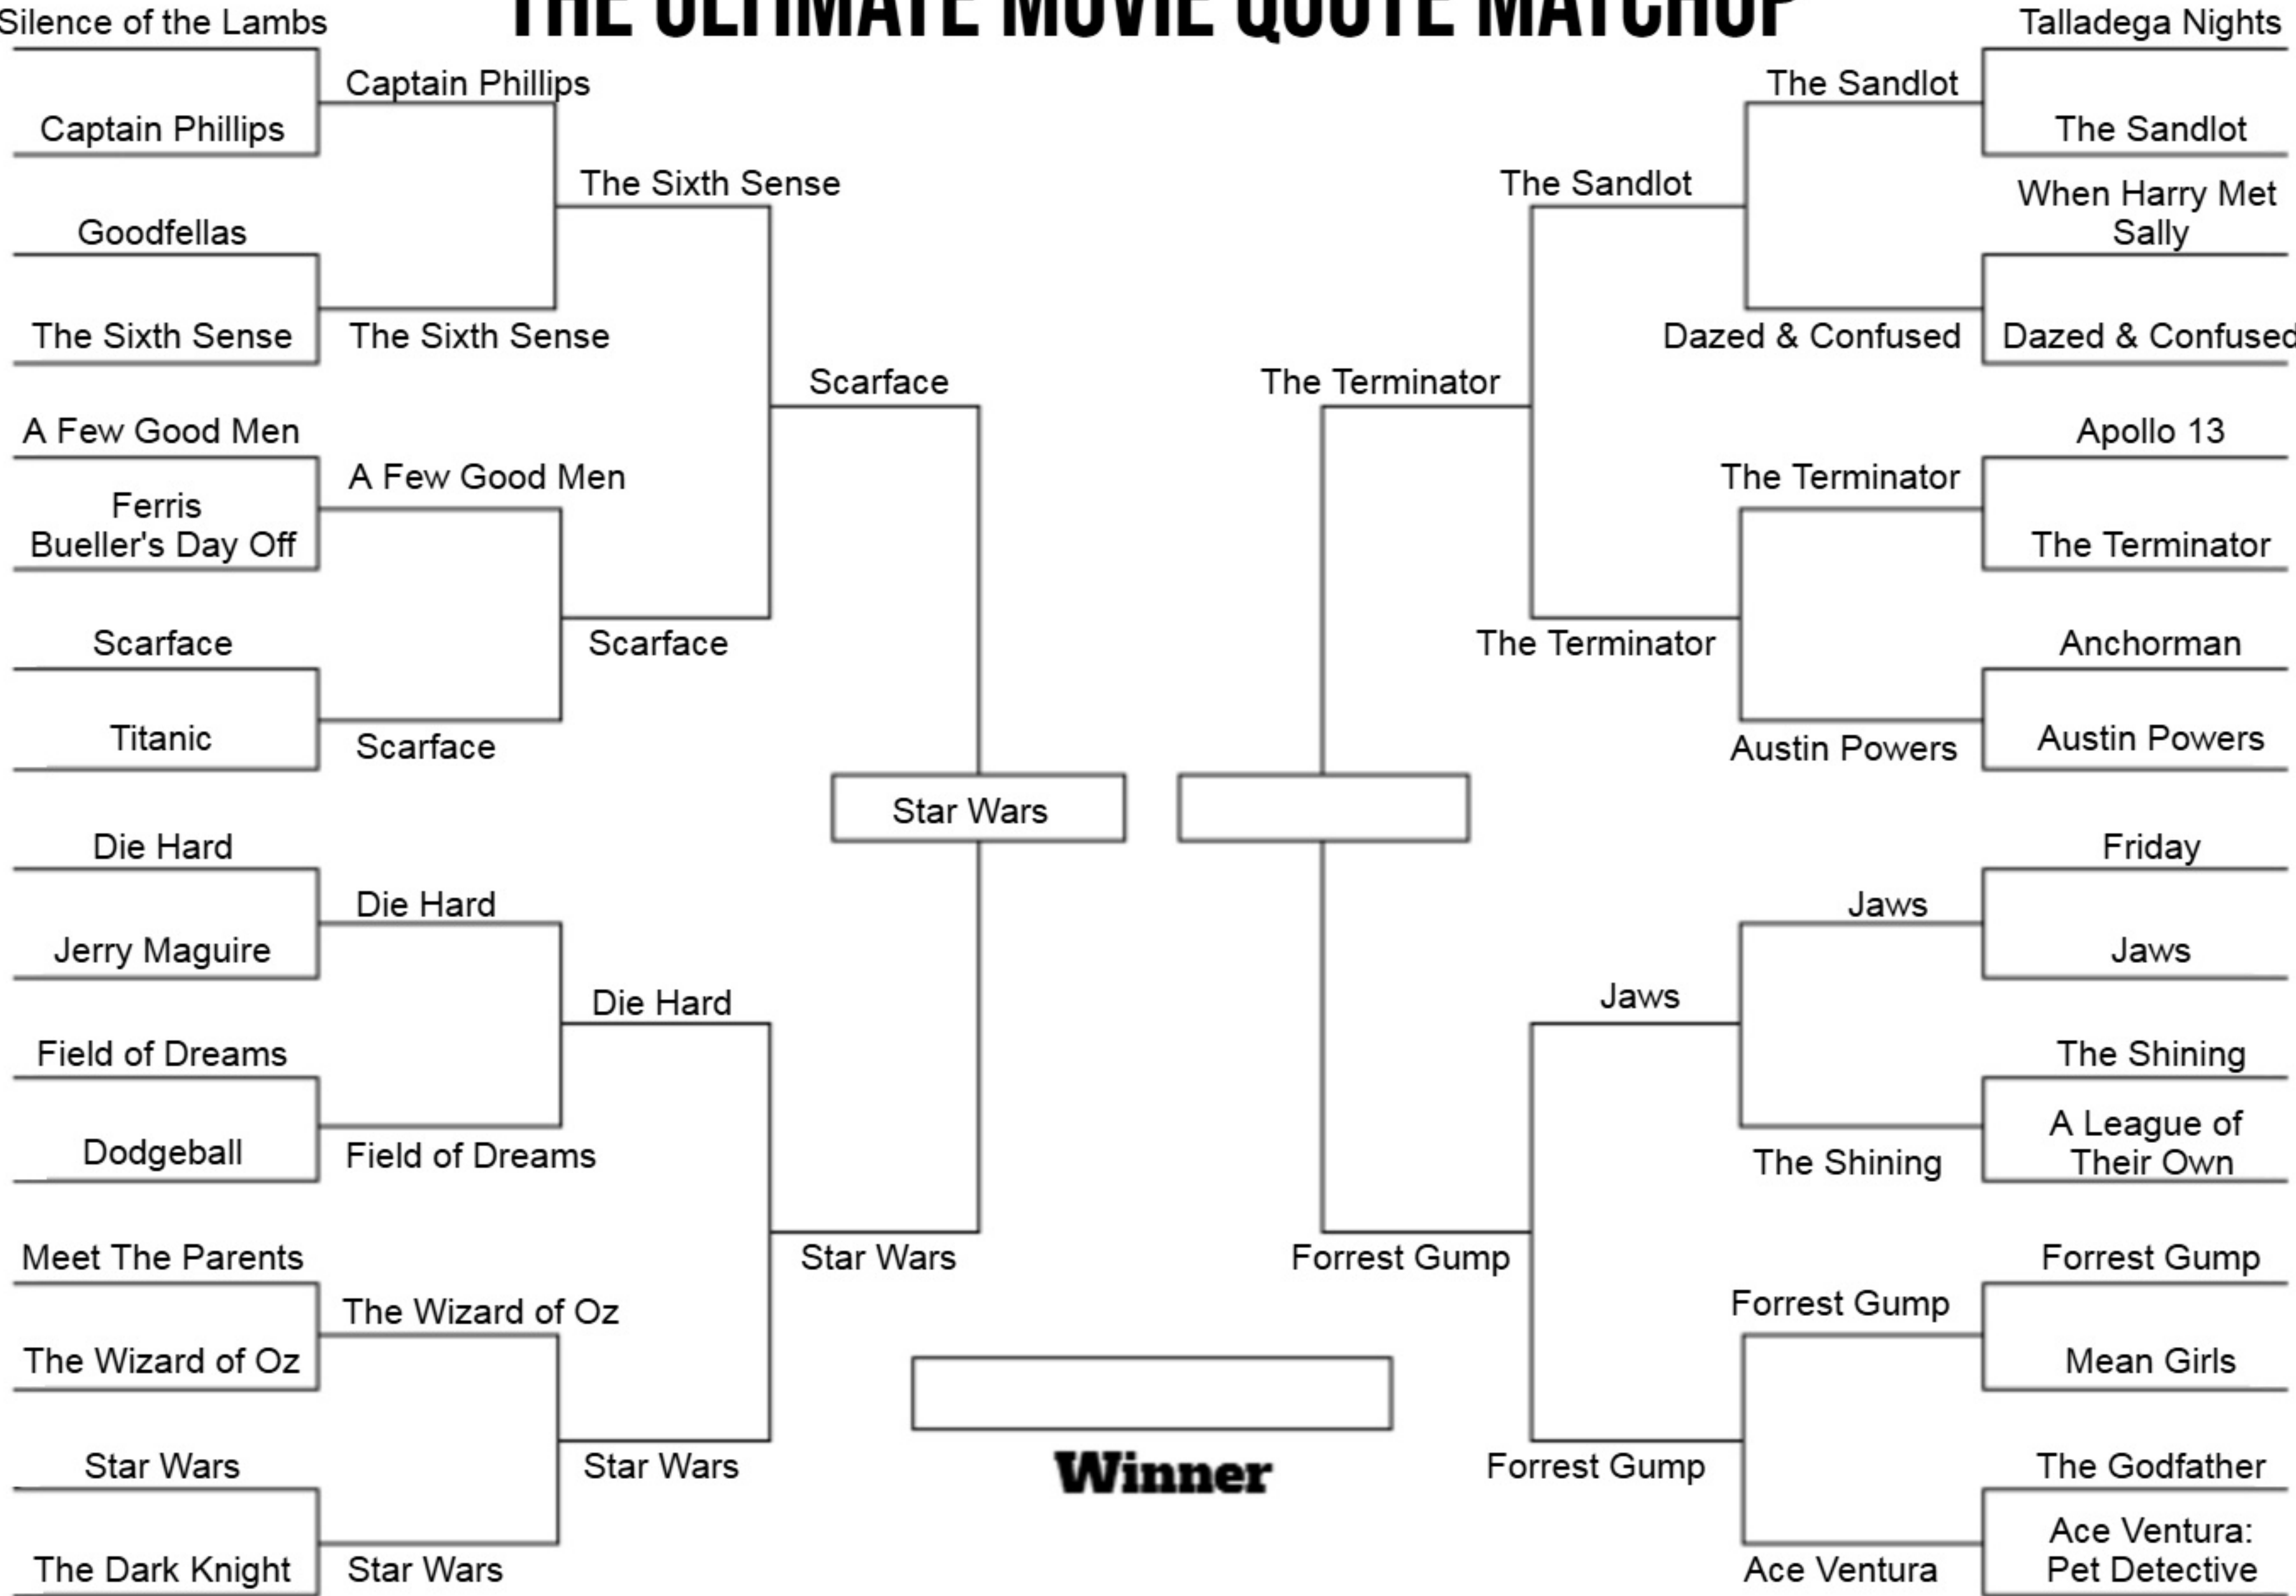 THE ULTIMATE MOVIE QUOTE MATCHUP
Silence of the Lambs
Captain Phillips
Goodfellas
The Sixth Sense
A Few Good Men
Ferris
Bueller's Day Off
Scarface
Titanic
Die Hard
Jerry Maguire
Field of Dreams
Dodgeball
Meet The Parents
The Wizard of Oz
Star Wars
The Dark Knight
Captain Phillips
The Sixth Sense
A Few Good Men
Scarface
Die Hard
Field of Dreams
The Wizard of Oz
Star Wars
The Sixth Sense
Scarface
Die Hard
Star Wars
Scarface
Star Wars
Star Wars
Winner
The Terminator
Forrest Gump
The Sandlot
The Terminator
Jaws
Forrest Gump
The Sandlot
Dazed & Confused
The Terminator
Austin Powers
Jaws
The Shining
Forrest Gump
Ace Ventura
Talladega Nights
The Sandlot
When Harry Met
Sally
Dazed & Confused
Apollo 13
The Terminator
Anchorman
Austin Powers
Friday
Jaws
The Shining
A League of
Their Own
Forrest Gump
Mean Girls
The Godfather
Ace Ventura:
Pet Detective